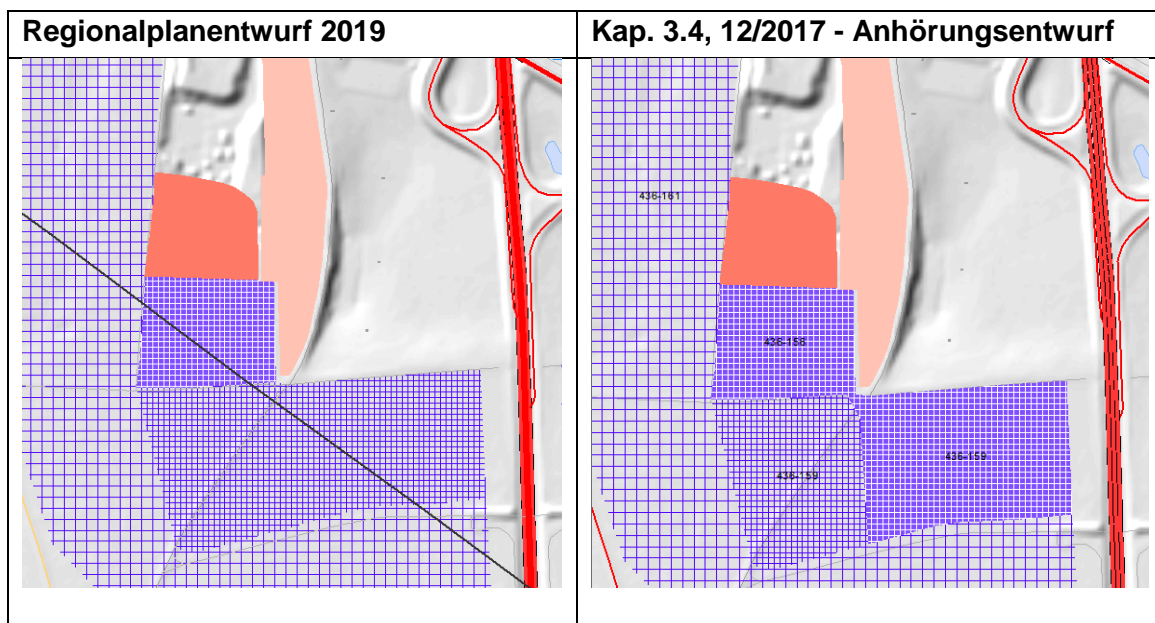 Regionalplanentwurf 2019
Kap. 3.4, 12/2017 - Anhörungsentwurf
436-161
436-158
436-159
436-159